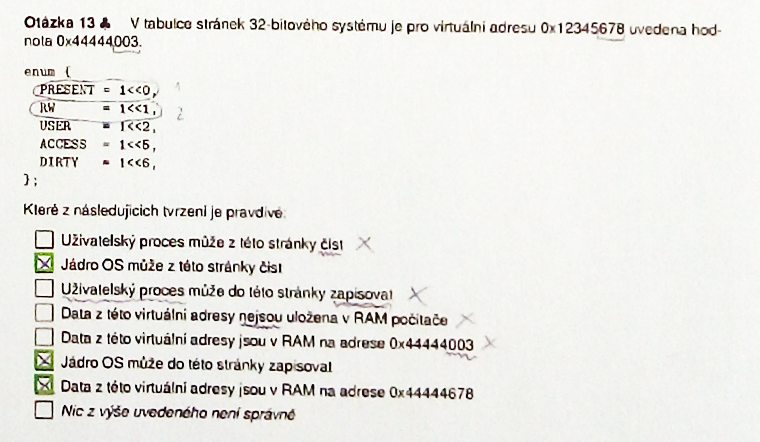 Otázka 13 ♣ V tabulce stránek 32-bitového systému je pro virtuální adresu 0x12345678 uvedena hod-
nota 0x44444003.
enum {
PRESENT = 1<<0, 1
RW = 1<<1, 2
USER = 1<<2,
ACCESS = 1<<5,
DIRTY = 1<<6,
};
Které z následujících tvrzení je pravdivé:
Uživatelský proces může z této stránky číst
Jádro OS může z této stránky číst
Uživatelský proces může do této stránky zapisovat
Data z této virtuální adresy nejsou uložena v RAM počítače
Data z této virtuální adresy jsou v RAM na adrese 0x44444003
Jádro OS může do této stránky zapisovat
Data z této virtuální adresy jsou v RAM na adrese 0x44444678
Nic z výše uvedeného není správně